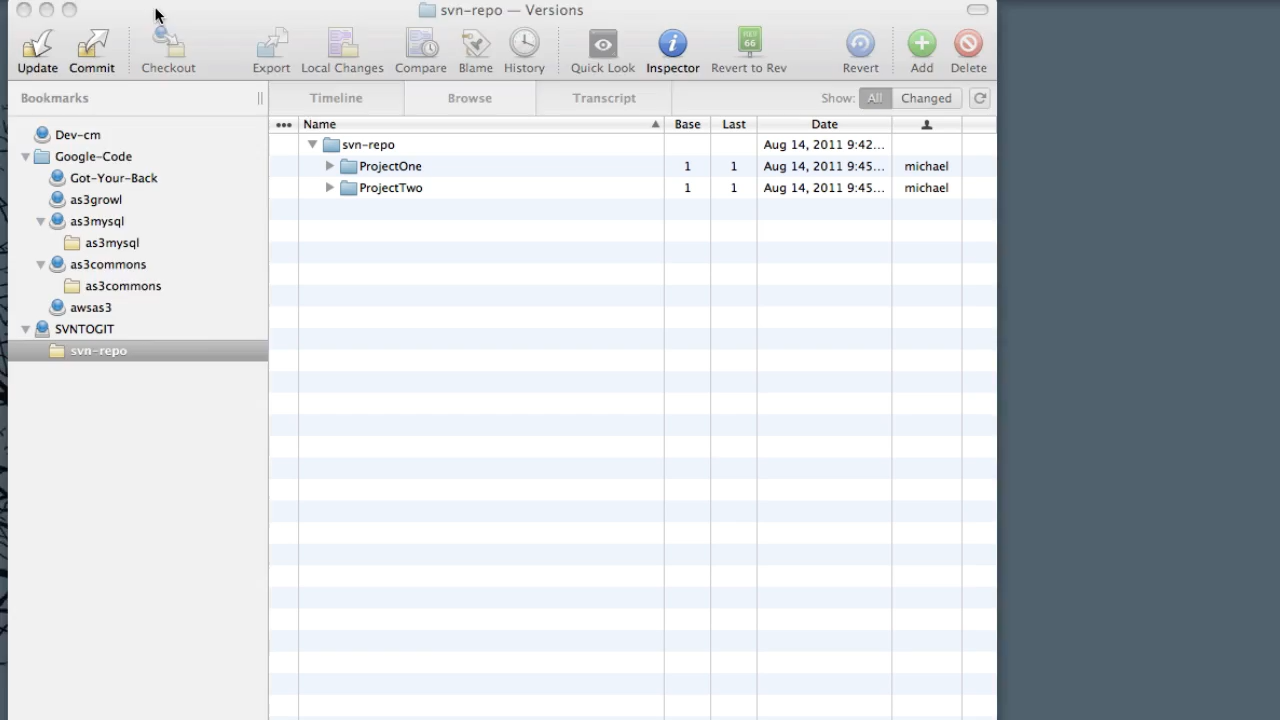 svn-repo — Versions
Update Commit Checkout Export Local Changes Compare Blame History Quick Look Inspector Revert to Rev Revert Add Delete
REV
66
Bookmarks Timeline Browse Transcript Show: All Changed
Name Base Last Date
Dev-cm
Google-Code
Got-Your-Back
as3growl
as3mysql
as3mysql
as3commons
as3commons
awsas3
SVNTOGIT
svn-repo
svn-repo Aug 14, 2011 9:42...
ProjectOne 1 1 Aug 14, 2011 9:45... michael
ProjectTwo 1 1 Aug 14, 2011 9:45... michael